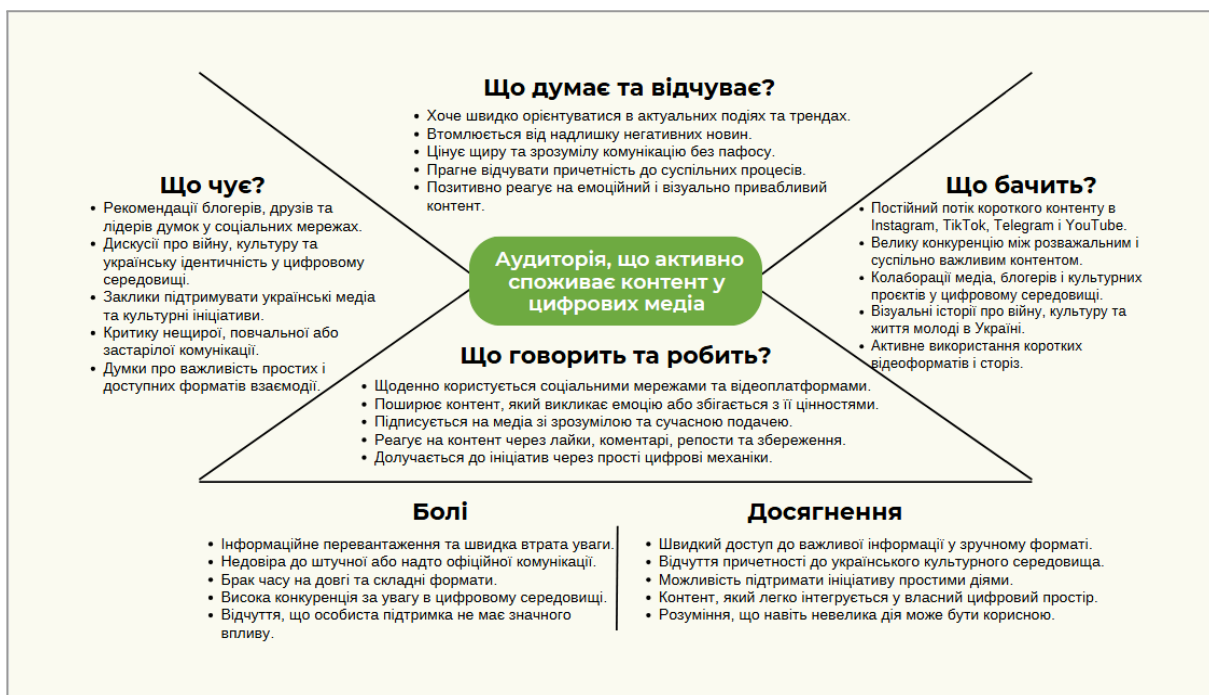 Що думає та відчуває?
• Хоче швидко орієнтуватися в актуальних подіях та трендах.
• Втомлюється від надлишку негативних новин.
• Цінує щиру та зрозумілу комунікацію без пафосу.
• Прагне відчувати причетність до суспільних процесів.
• Позитивно реагує на емоційний і візуально привабливий
контент.
Що чує?
• Рекомендації блогерів, друзів та
лідерів думок у соціальних мережах.
• Дискусії про війну, культуру та
українську ідентичність у цифровому
середовищі.
• Заклики підтримувати українські медіа
та культурні ініціативи.
• Критику нещирої, повчальної або
застарілої комунікації.
• Думки про важливість простих і
доступних форматів взаємодії.
Аудиторія, що активно
споживає контент у
цифрових медіа
Що бачить?
• Постійний потік короткого контенту в
Instagram, TikTok, Telegram і YouTube.
• Велику конкуренцію між розважальним і
суспільно важливим контентом.
• Колаборації медіа, блогерів і культурних
проєктів у цифровому середовищі.
• Візуальні історії про війну, культуру та
життя молоді в Україні.
• Активне використання коротких
відеоформатів і сторіз.
Що говорить та робить?
• Щоденно користується соціальними мережами та відеоплатформами.
• Поширює контент, який викликає емоцію або збігається з її цінностями.
• Підписується на медіа зі зрозумілою та сучасною подачею.
• Реагує на контент через лайки, коментарі, репости та збереження.
• Долучається до ініціатив через прості цифрові механіки.
Болі
• Інформаційне перевантаження та швидка втрата уваги.
• Недовіра до штучної або надто офіційної комунікації.
• Брак часу на довгі та складні формати.
• Висока конкуренція за увагу в цифровому середовищі.
• Відчуття, що особиста підтримка не має значного
впливу.
Досягнення
• Швидкий доступ до важливої інформації у зручному форматі.
• Відчуття причетності до українського культурного середовища.
• Можливість підтримати ініціативу простими діями.
• Контент, який легко інтегрується у власний цифровий простір.
• Розуміння, що навіть невелика дія може бути корисною.